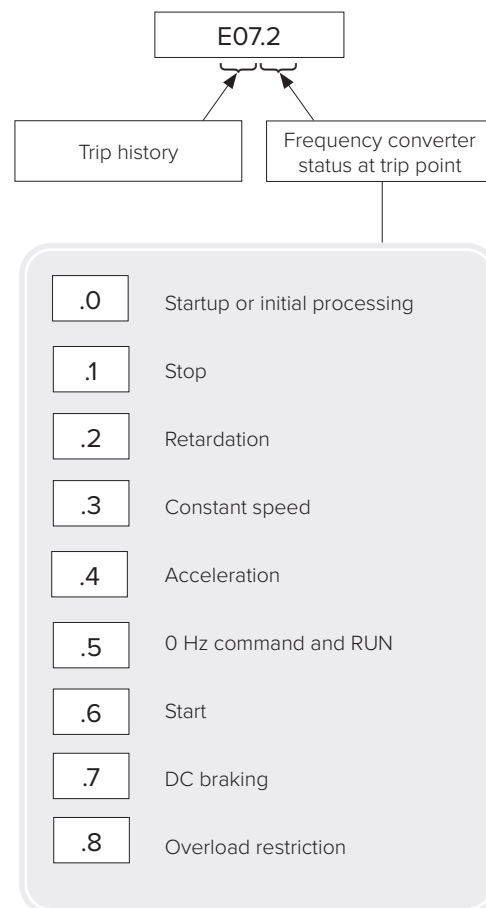 E07.2
Trip history
Frequency converter
status at trip point
.0 Startup or initial processing
.1 Stop
.2 Retardation
.3 Constant speed
.4 Acceleration
.5 0 Hz command and RUN
.6 Start
.7 DC braking
.8 Overload restriction